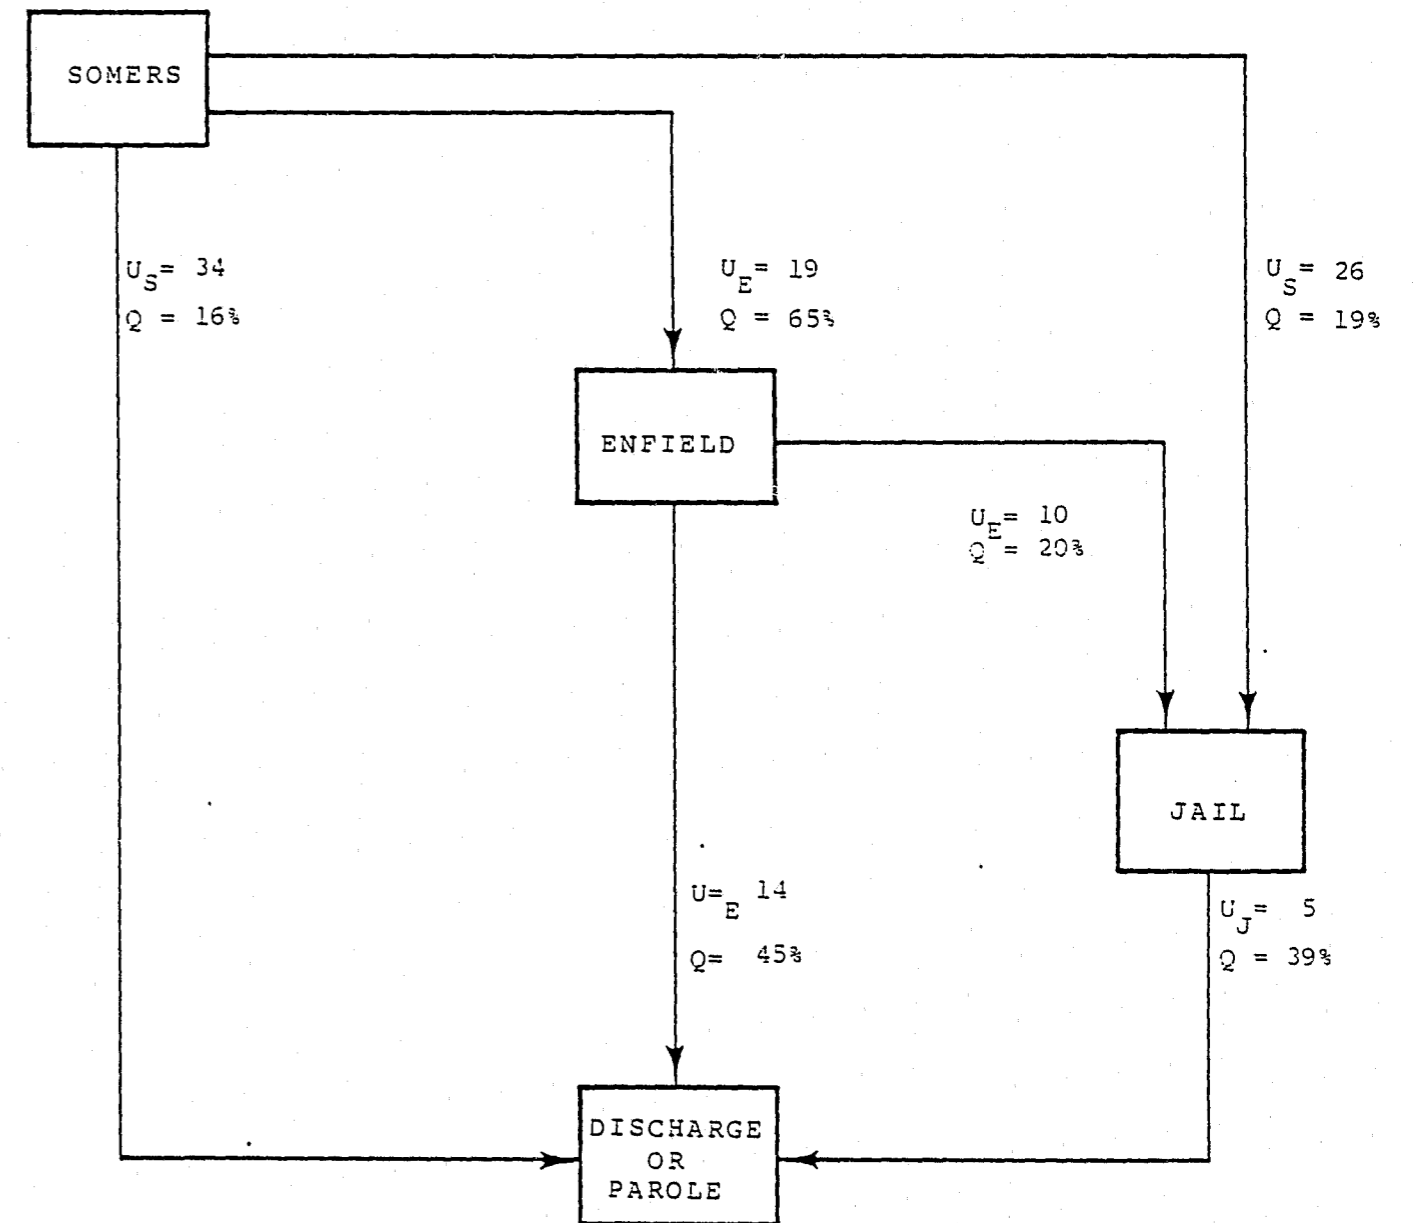 SOMERS
U_S= 34
Q = 16%
U_E= 19
Q = 65%
U_S= 26
Q = 19%
ENFIELD
U_E= 10
Q = 20%
JAIL
U=_E 14
Q= 45%
U_J= 5
Q = 39%
DISCHARGE
OR
PAROLE